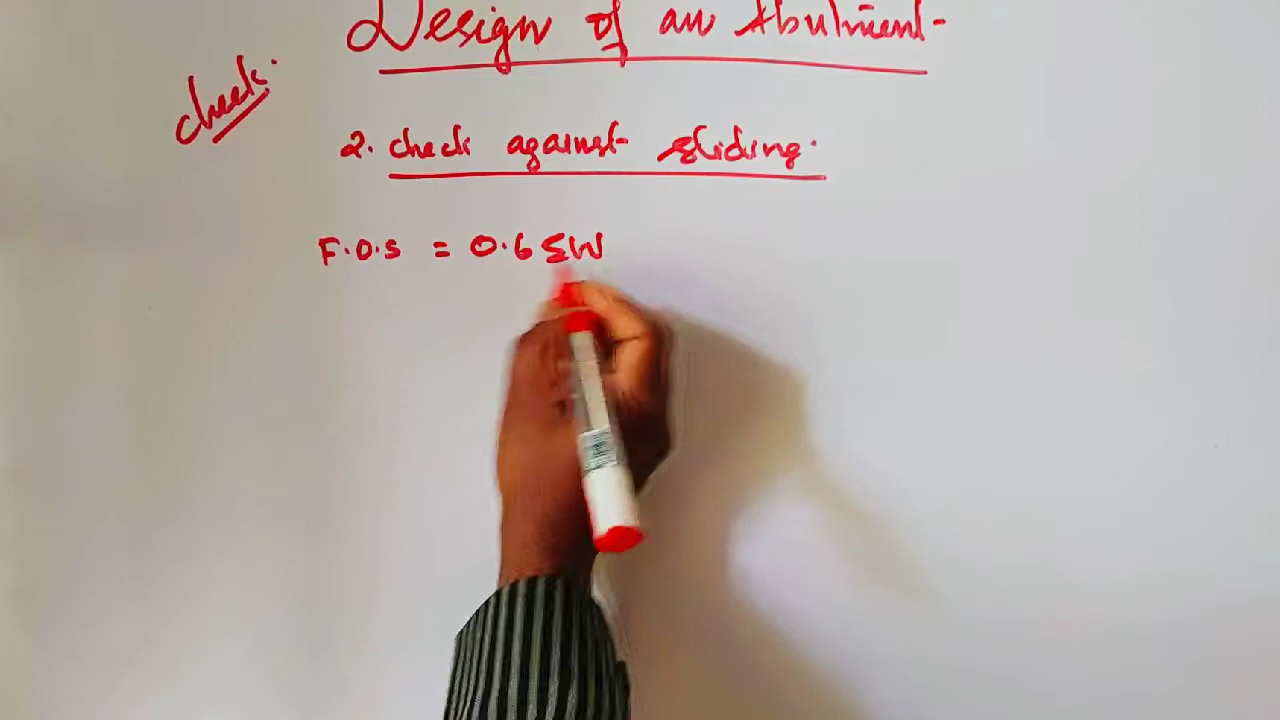 Design of an Abutment
check.
2. check against sliding.
F.O.S = 0.6 ΣW